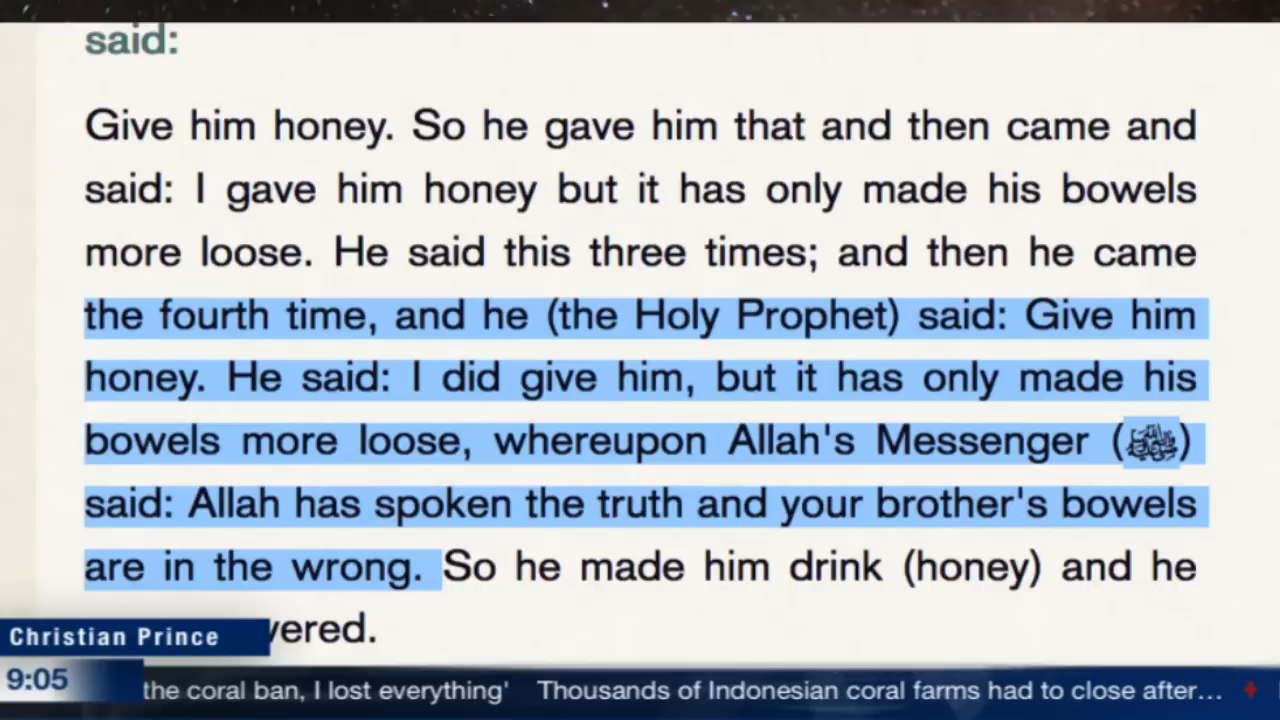 said:
Give him honey. So he gave him that and then came and
said: I gave him honey but it has only made his bowels
more loose. He said this three times; and then he came
the fourth time, and he (the Holy Prophet) said: Give him
honey. He said: I did give him, but it has only made his
bowels more loose, whereupon Allah's Messenger (ﷺ)
said: Allah has spoken the truth and your brother's bowels
are in the wrong. So he made him drink (honey) and he
vered.
Christian Prince
9:05
the coral ban, I lost everything' Thousands of Indonesian coral farms had to close after...